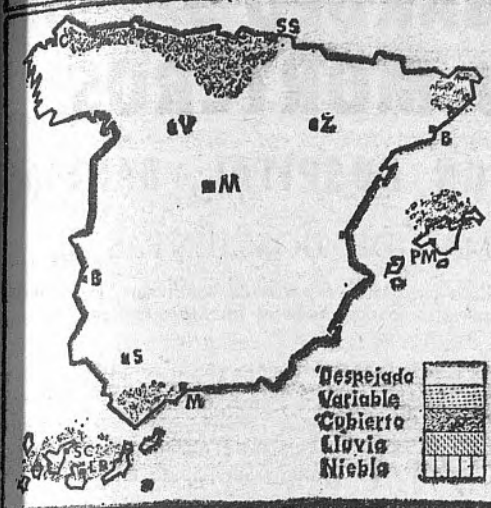 SS
C
O
V
Z
B
M
PM
B
S
M
SC
Despejado
Variable
Cubierto
Lluvia
Niebla